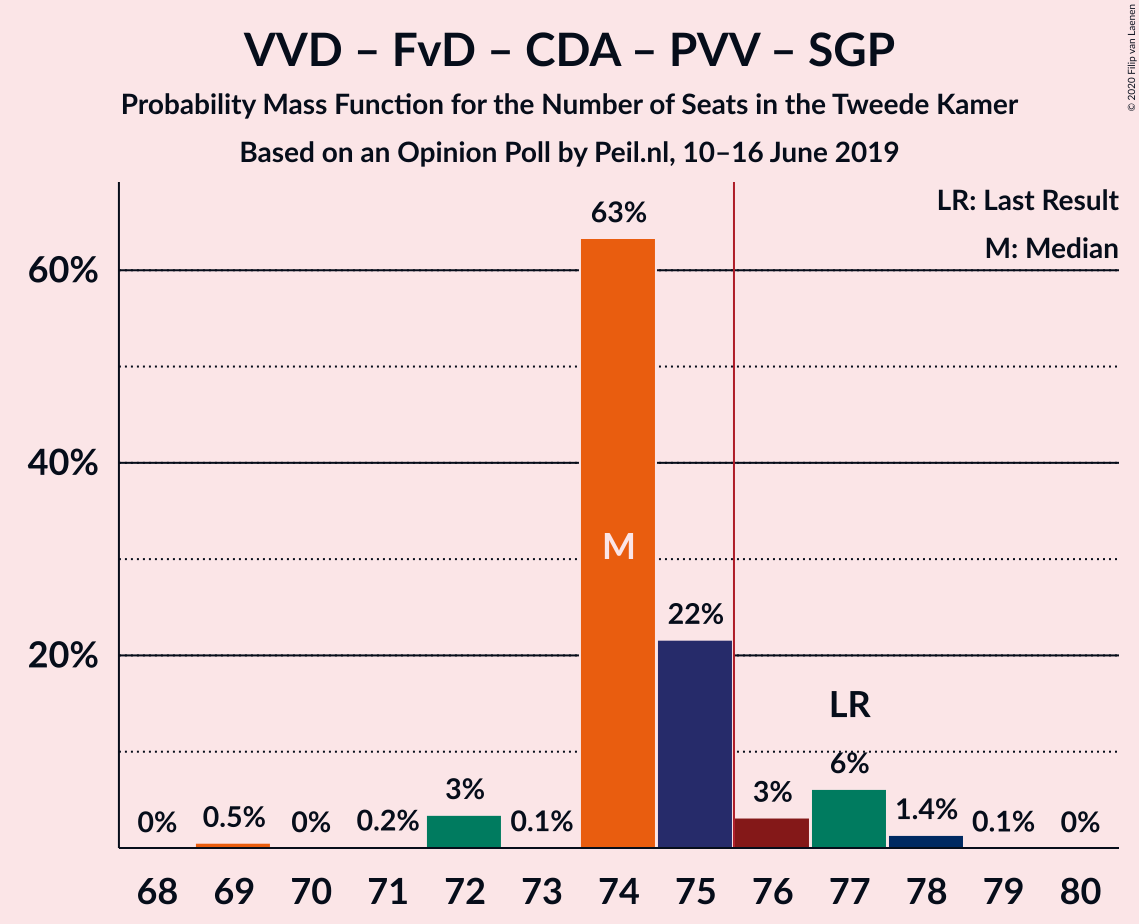 VVD – FvD – CDA – PVV – SGP
Probability Mass Function for the Number of Seats in the Tweede Kamer
Based on an Opinion Poll by Peil.nl, 10–16 June 2019
© 2020 Filip van Laenen
LR: Last Result
M: Median
60%
40%
20%
0%
0.5%
0%
0.2%
3%
0.1%
63%
M
22%
3%
LR
6%
1.4%
0.1%
0%
68 69 70 71 72 73 74 75 76 77 78 79 80